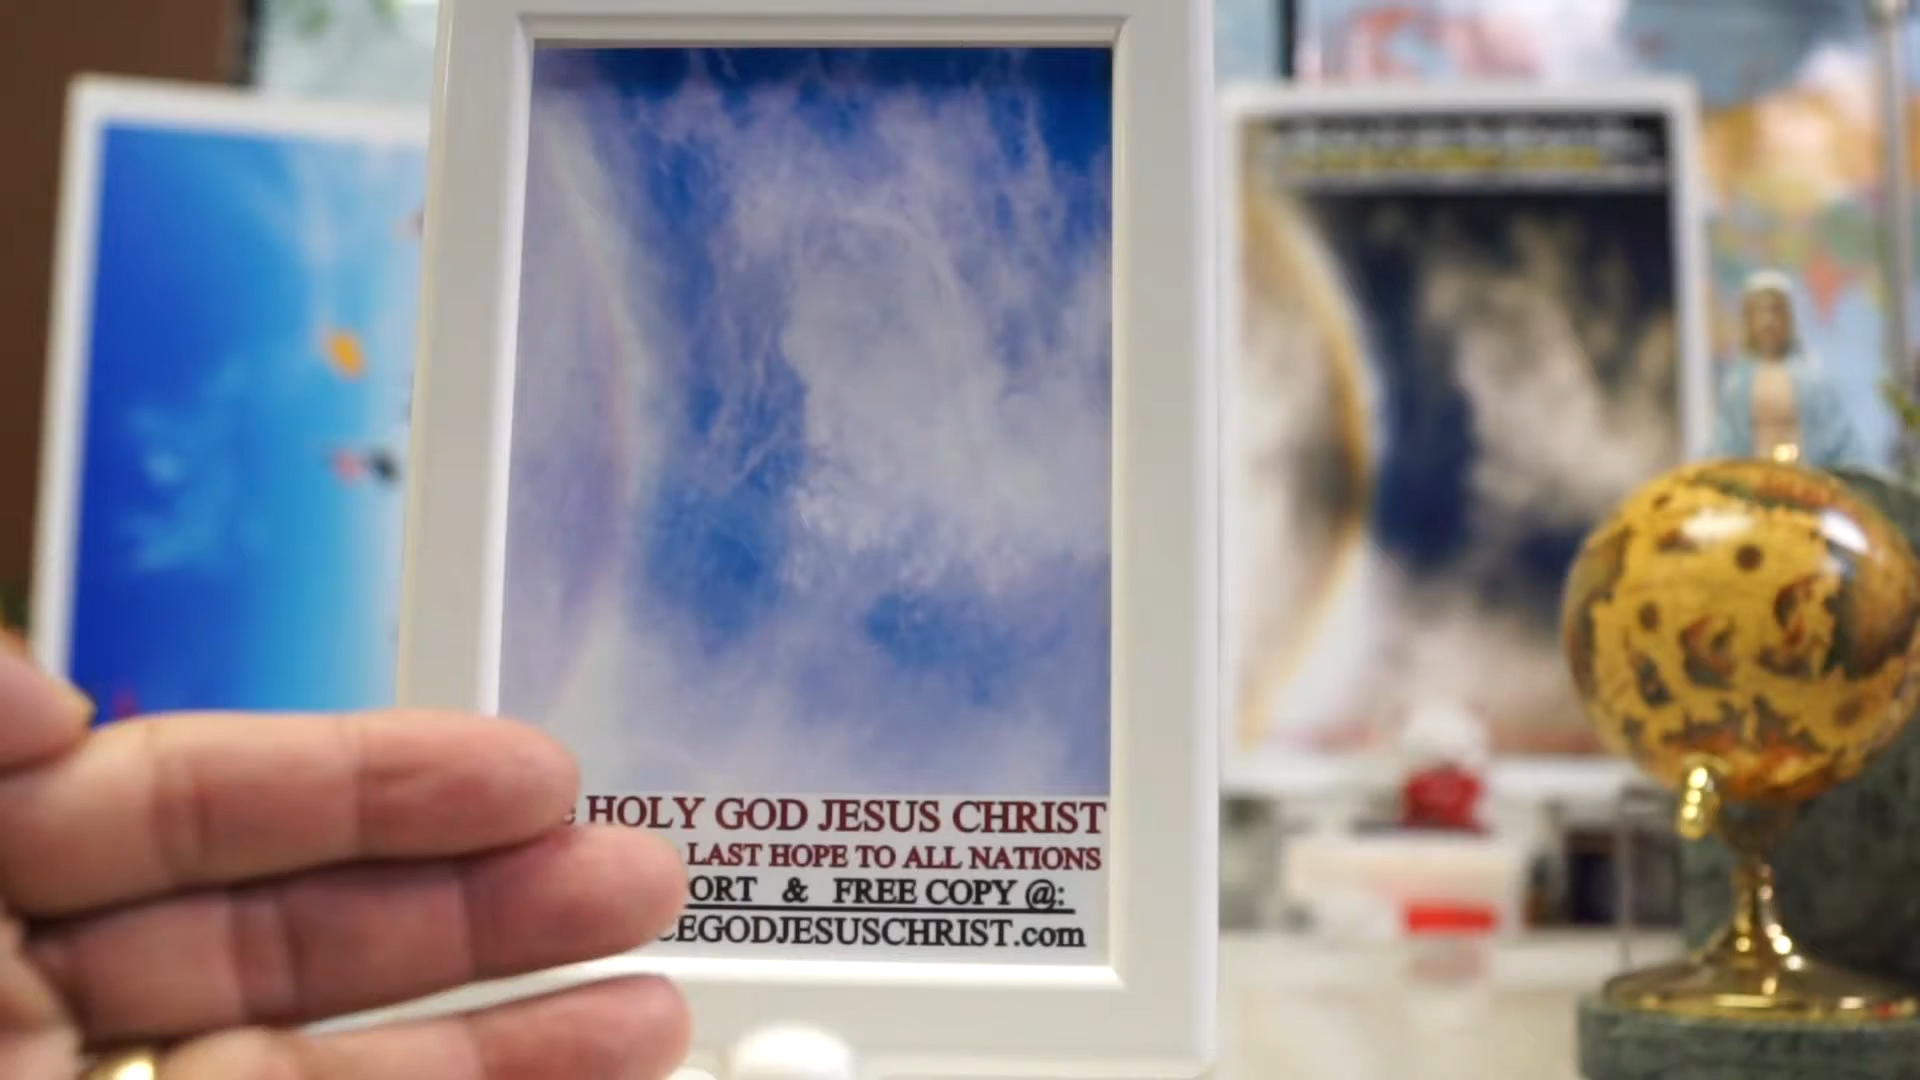 HOLY GOD JESUS CHRIST
LAST HOPE TO ALL NATIONS
ORT & FREE COPY @:
CEGODJESUSCHRIST.com